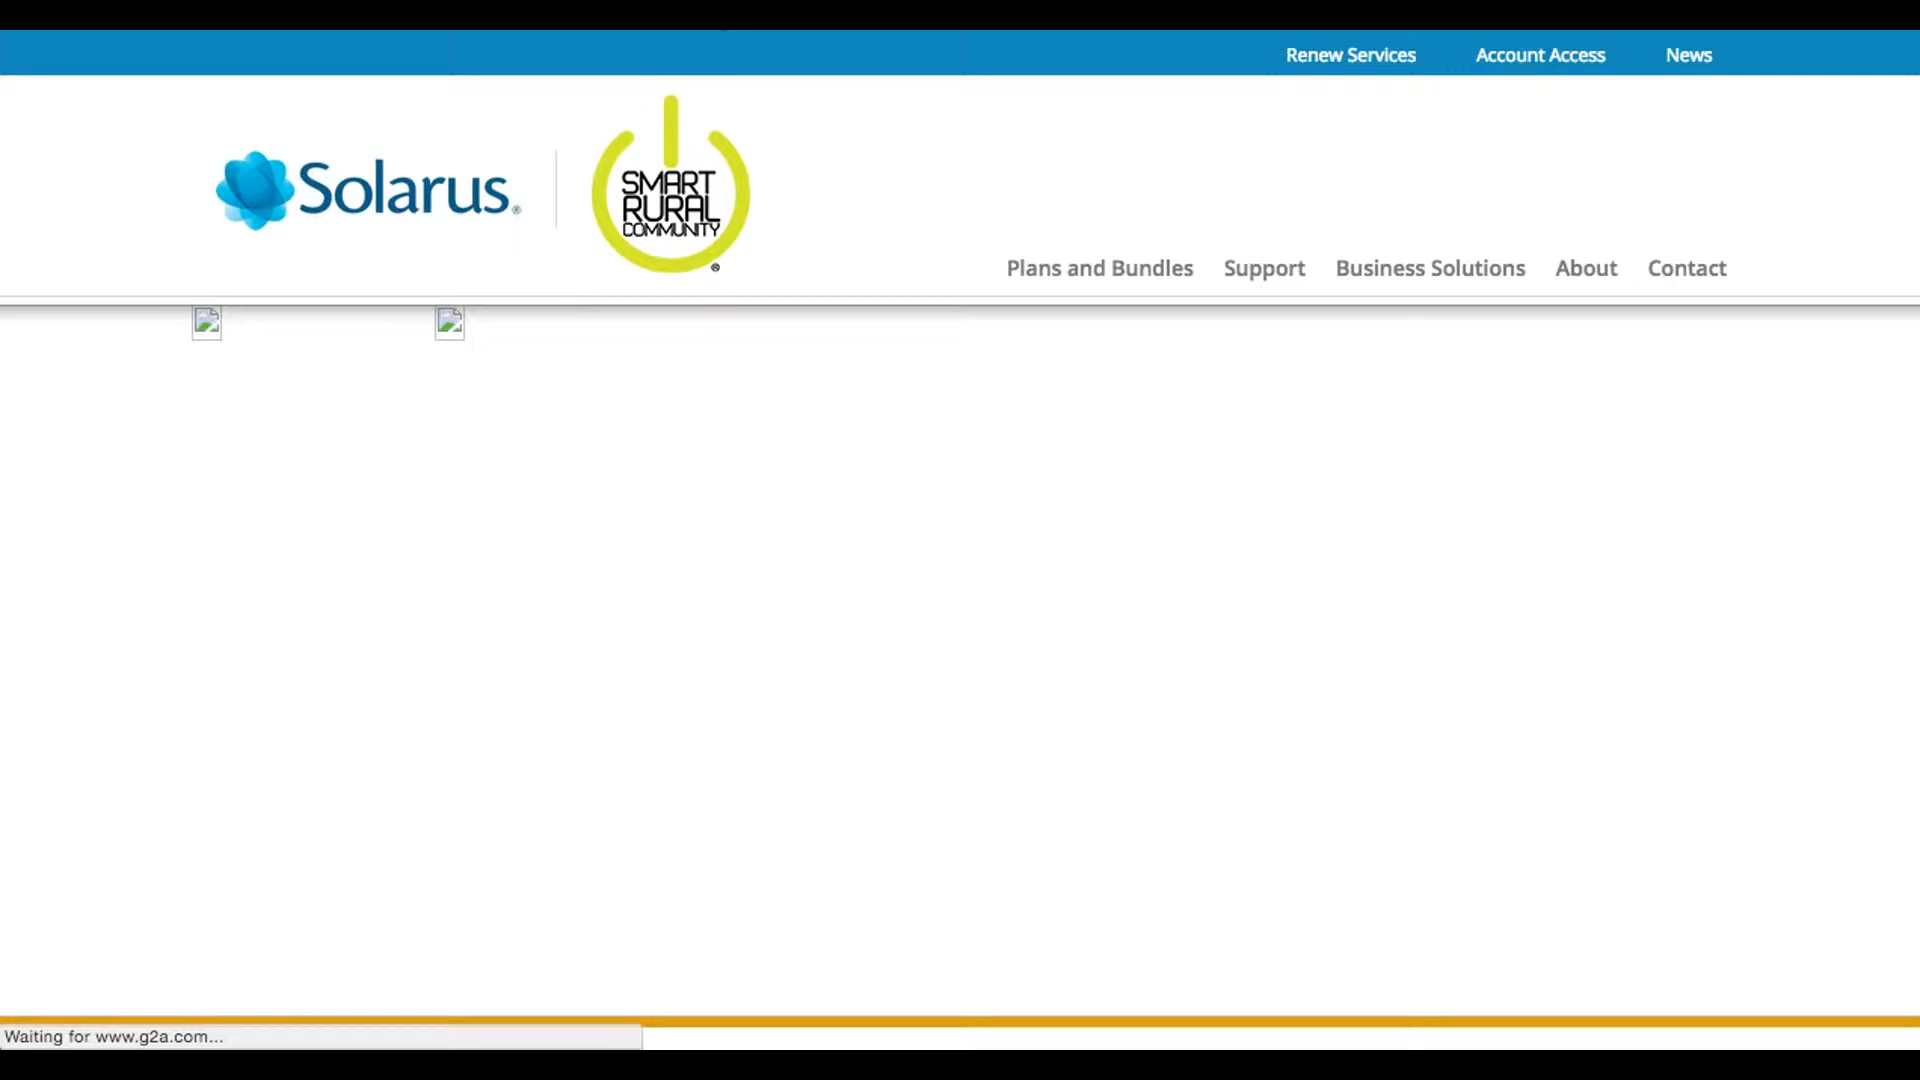 Renew Services Account Access News
Solarus®
SMART
RURAL
COMMUNITY
®
Plans and Bundles Support Business Solutions About Contact
Waiting for www.g2a.com...